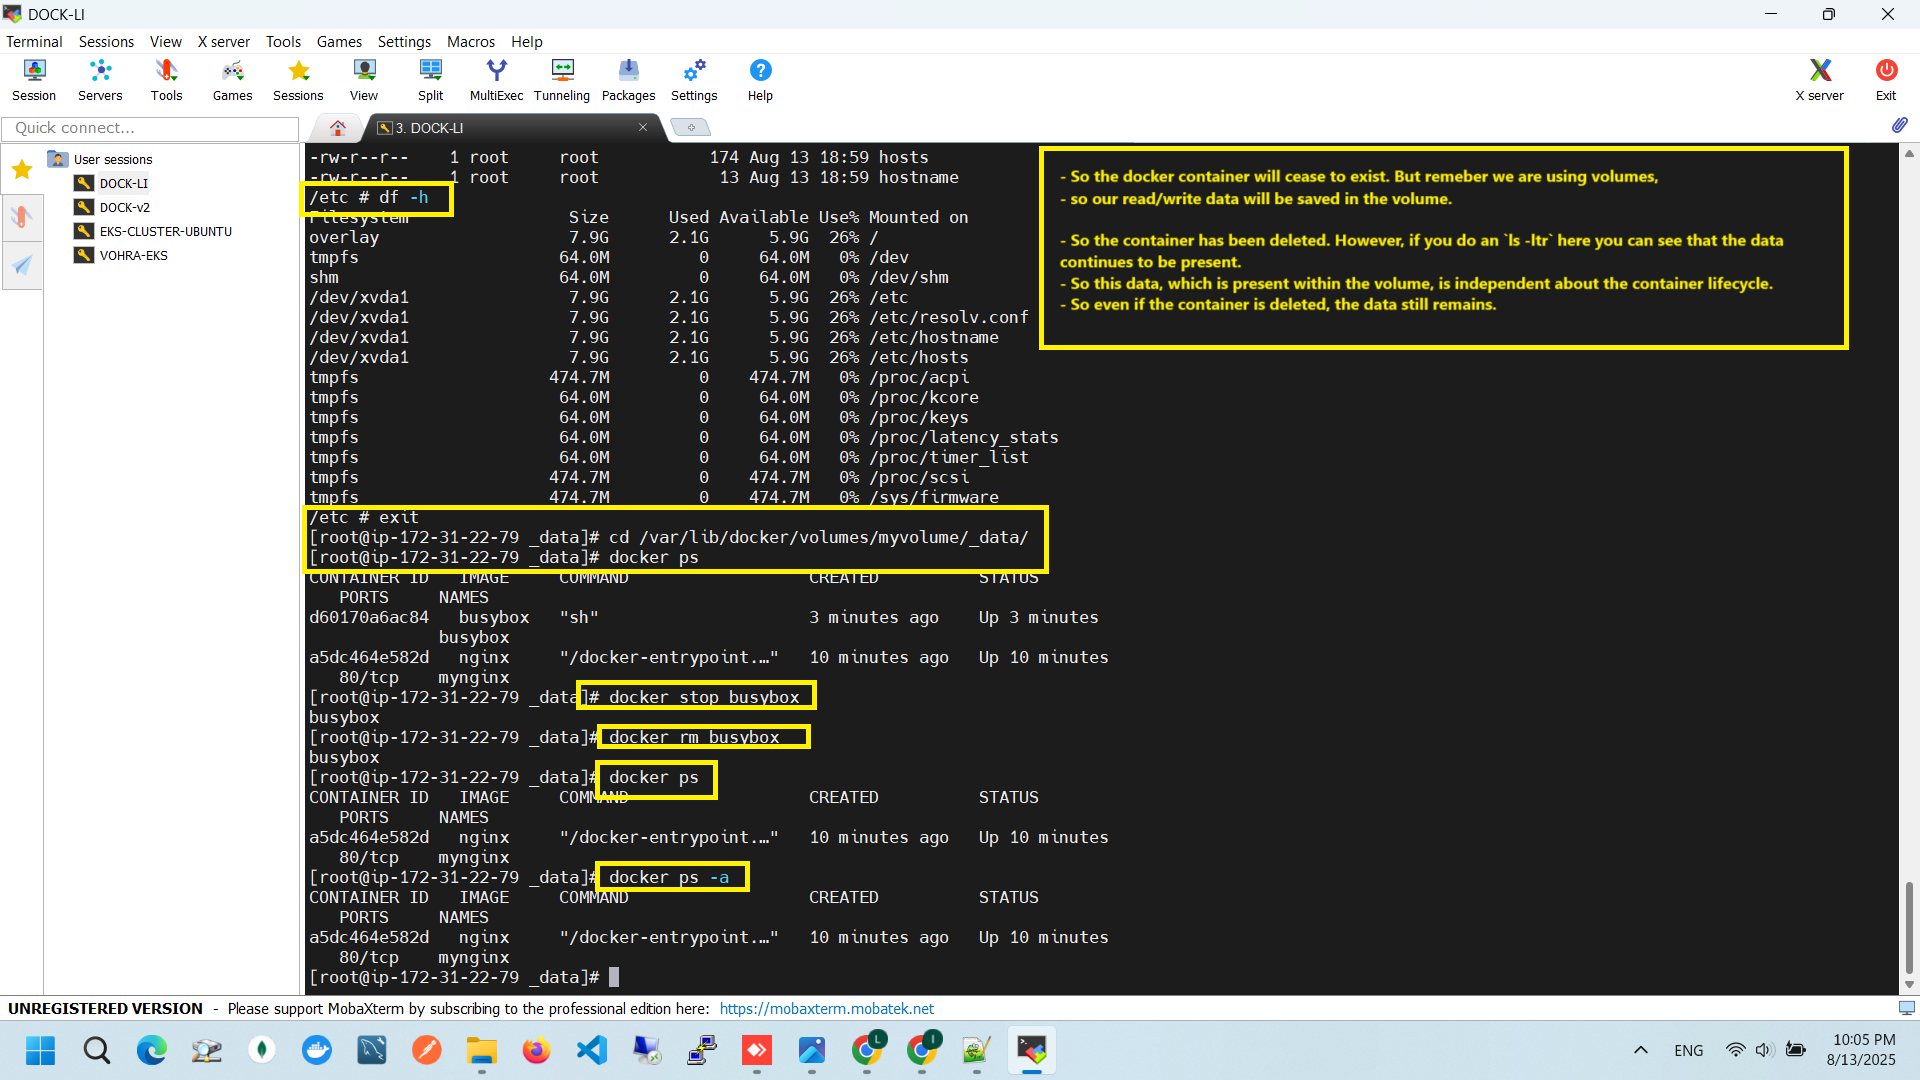 DOCK-LI
Terminal Sessions View X server Tools Games Settings Macros Help
Session Servers Tools Games Sessions View Split MultiExec Tunneling Packages Settings Help X server Exit
Quick connect...
3. DOCK-LI
User sessions
DOCK-LI
DOCK-v2
EKS-CLUSTER-UBUNTU
VOHRA-EKS
-rw-r--r-- 1 root root 174 Aug 13 18:59 hosts
-rw-r--r-- 1 root root 13 Aug 13 18:59 hostname
/etc # df -h
Filesystem Size Used Available Use% Mounted on
overlay 7.9G 2.1G 5.9G 26% /
tmpfs 64.0M 0 64.0M 0% /dev
shm 64.0M 0 64.0M 0% /dev/shm
/dev/xvda1 7.9G 2.1G 5.9G 26% /etc
/dev/xvda1 7.9G 2.1G 5.9G 26% /etc/resolv.conf
/dev/xvda1 7.9G 2.1G 5.9G 26% /etc/hostname
/dev/xvda1 7.9G 2.1G 5.9G 26% /etc/hosts
tmpfs 474.7M 0 474.7M 0% /proc/acpi
tmpfs 64.0M 0 64.0M 0% /proc/kcore
tmpfs 64.0M 0 64.0M 0% /proc/keys
tmpfs 64.0M 0 64.0M 0% /proc/latency_stats
tmpfs 64.0M 0 64.0M 0% /proc/timer_list
tmpfs 474.7M 0 474.7M 0% /proc/scsi
tmpfs 474.7M 0 474.7M 0% /sys/firmware
/etc # exit
[root@ip-172-31-22-79 _data]# cd /var/lib/docker/volumes/myvolume/_data/
[root@ip-172-31-22-79 _data]# docker ps
CONTAINER ID IMAGE COMMAND CREATED STATUS
PORTS NAMES
d60170a6ac84 busybox "sh" 3 minutes ago Up 3 minutes
busybox
a5dc464e582d nginx "/docker-entrypoint.…" 10 minutes ago Up 10 minutes
80/tcp mynginx
[root@ip-172-31-22-79 _data]# docker stop busybox
busybox
[root@ip-172-31-22-79 _data]# docker rm busybox
busybox
[root@ip-172-31-22-79 _data]# docker ps
CONTAINER ID IMAGE COMMAND CREATED STATUS
PORTS NAMES
a5dc464e582d nginx "/docker-entrypoint.…" 10 minutes ago Up 10 minutes
80/tcp mynginx
[root@ip-172-31-22-79 _data]# docker ps -a
CONTAINER ID IMAGE COMMAND CREATED STATUS
PORTS NAMES
a5dc464e582d nginx "/docker-entrypoint.…" 10 minutes ago Up 10 minutes
80/tcp mynginx
[root@ip-172-31-22-79 _data]#
- So the docker container will cease to exist. But remeber we are using volumes,
- so our read/write data will be saved in the volume.
- So the container has been deleted. However, if you do an `ls -ltr` here you can see that the data
continues to be present.
- So this data, which is present within the volume, is independent about the container lifecycle.
- So even if the container is deleted, the data still remains.
UNREGISTERED VERSION - Please support MobaXterm by subscribing to the professional edition here: https://mobaxterm.mobatek.net
L
I
ENG
10:05 PM
8/13/2025